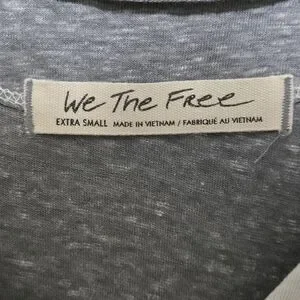 We The Free
EXTRA SMALL MADE IN VIETNAM / FABRIQUÉ AU VIETNAM